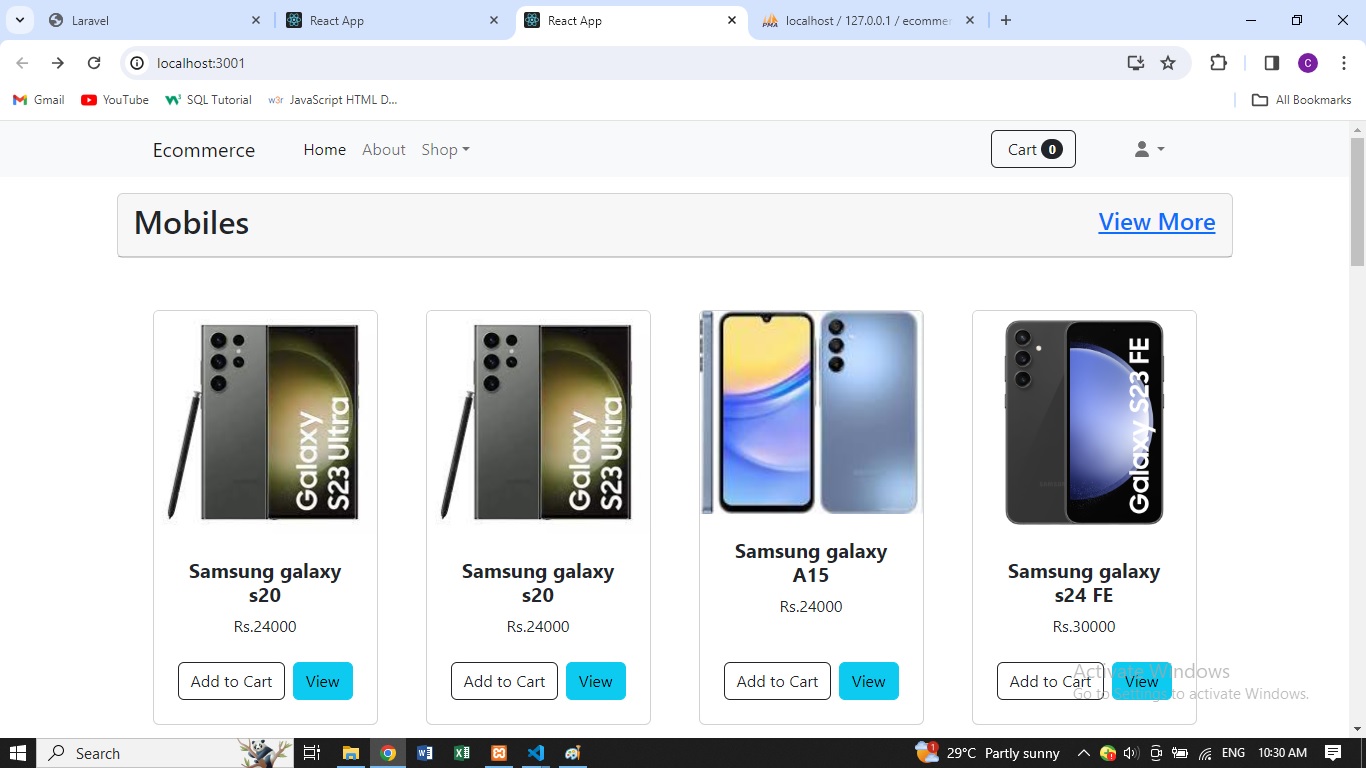 Laravel
React App
React App
PMA localhost / 127.0.0.1 / ecomme
localhost:3001
C
Gmail
YouTube
SQL Tutorial
w3r JavaScript HTML D...
All Bookmarks
Ecommerce
Home
About
Shop
Cart 0
Mobiles
View More
Galaxy
S23 Ultra
Galaxy
S23 Ultra
Galaxy S23 FE
Samsung galaxy
s20
Rs.24000
Add to Cart
View
Samsung galaxy
s20
Rs.24000
Add to Cart
View
Samsung galaxy
A15
Rs.24000
Add to Cart
View
Samsung galaxy
s24 FE
Rs.30000
Add to Cart
View
Activate Windows
Go to Settings to activate Windows.
Search
1
29°C Partly sunny
ENG
10:30 AM